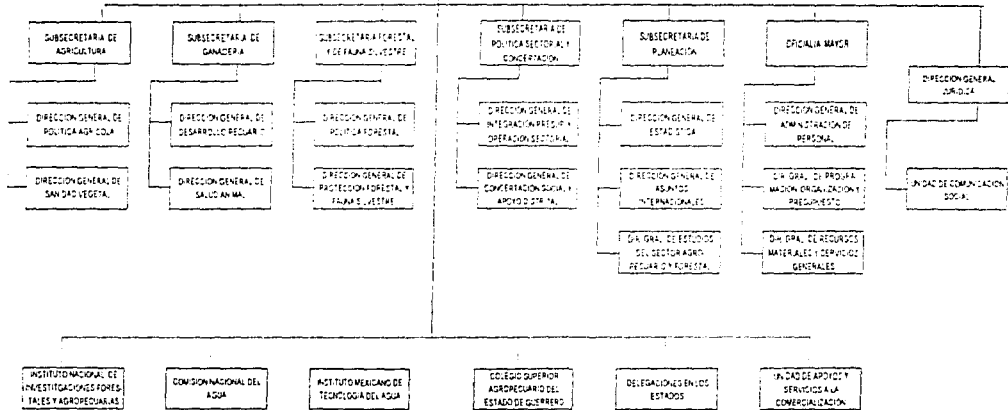 SUBSECRETARIA DE
AGRICULTURA
SUBSECRETARIA DE
GANADERIA
SUBSECRETARIA FORESTAL
Y DE FAUNA SILVESTRE
SUBSECRETARIA DE
POLITICA SECTORIAL Y
CONCERTACION
SUBSECRETARIA DE
PLANEACIÓN
OFICIALIA MAYOR
DIRECCION GENERAL
JURIDICA
DIRECCION GENERAL DE
POLITICA AGRICOLA
DIRECCION GENERAL DE
DESARROLLO PECUARIO
DIRECCION GENERAL DE
POLITICA FORESTAL
DIRECCION GENERAL DE
INTEGRACION PRESUP. Y
OPERACION SECTORIAL
DIRECCION GENERAL DE
ESTADISTICA
DIRECCION GENERAL DE
ADMINISTRACION DE
PERSONAL
DIRECCION GENERAL DE
SANIDAD VEGETAL
DIRECCION GENERAL DE
SALUD ANIMAL
DIRECCION GENERAL DE
PROTECCION FORESTAL Y
FAUNA SILVESTRE
DIRECCION GENERAL DE
CONCERTACION SOCIAL Y
APOYO DISTRITAL
DIRECCION GENERAL DE
ASUNTOS
INTERNACIONALES
DIR. GRAL. DE PROGRA-
MACION, ORGANIZACION Y
PRESUPUESTO
UNIDAD DE COMUNICACION
SOCIAL
DIR. GRAL. DE ESTUDIOS
DEL SECTOR AGRO-
PECUARIO Y FORESTAL
DIR. GRAL. DE RECURSOS
MATERIALES Y SERVICIOS
GENERALES
INSTITUTO NACIONAL DE
INVESTITGACIONES FORES-
TALES Y AGROPECUARIAS
COMISION NACIONAL DEL
AGUA
INSTITUTO MEXICANO DE
TECNOLOGIA DEL AGUA
COLEGIO SUPERIOR
AGROPECUARIO DEL
ESTADO DE GUERRERO
DELEGACIONES EN LOS
ESTADOS
UNIDAD DE APOYOS Y
SERVICIOS A LA
COMERCIALIZACIÓN